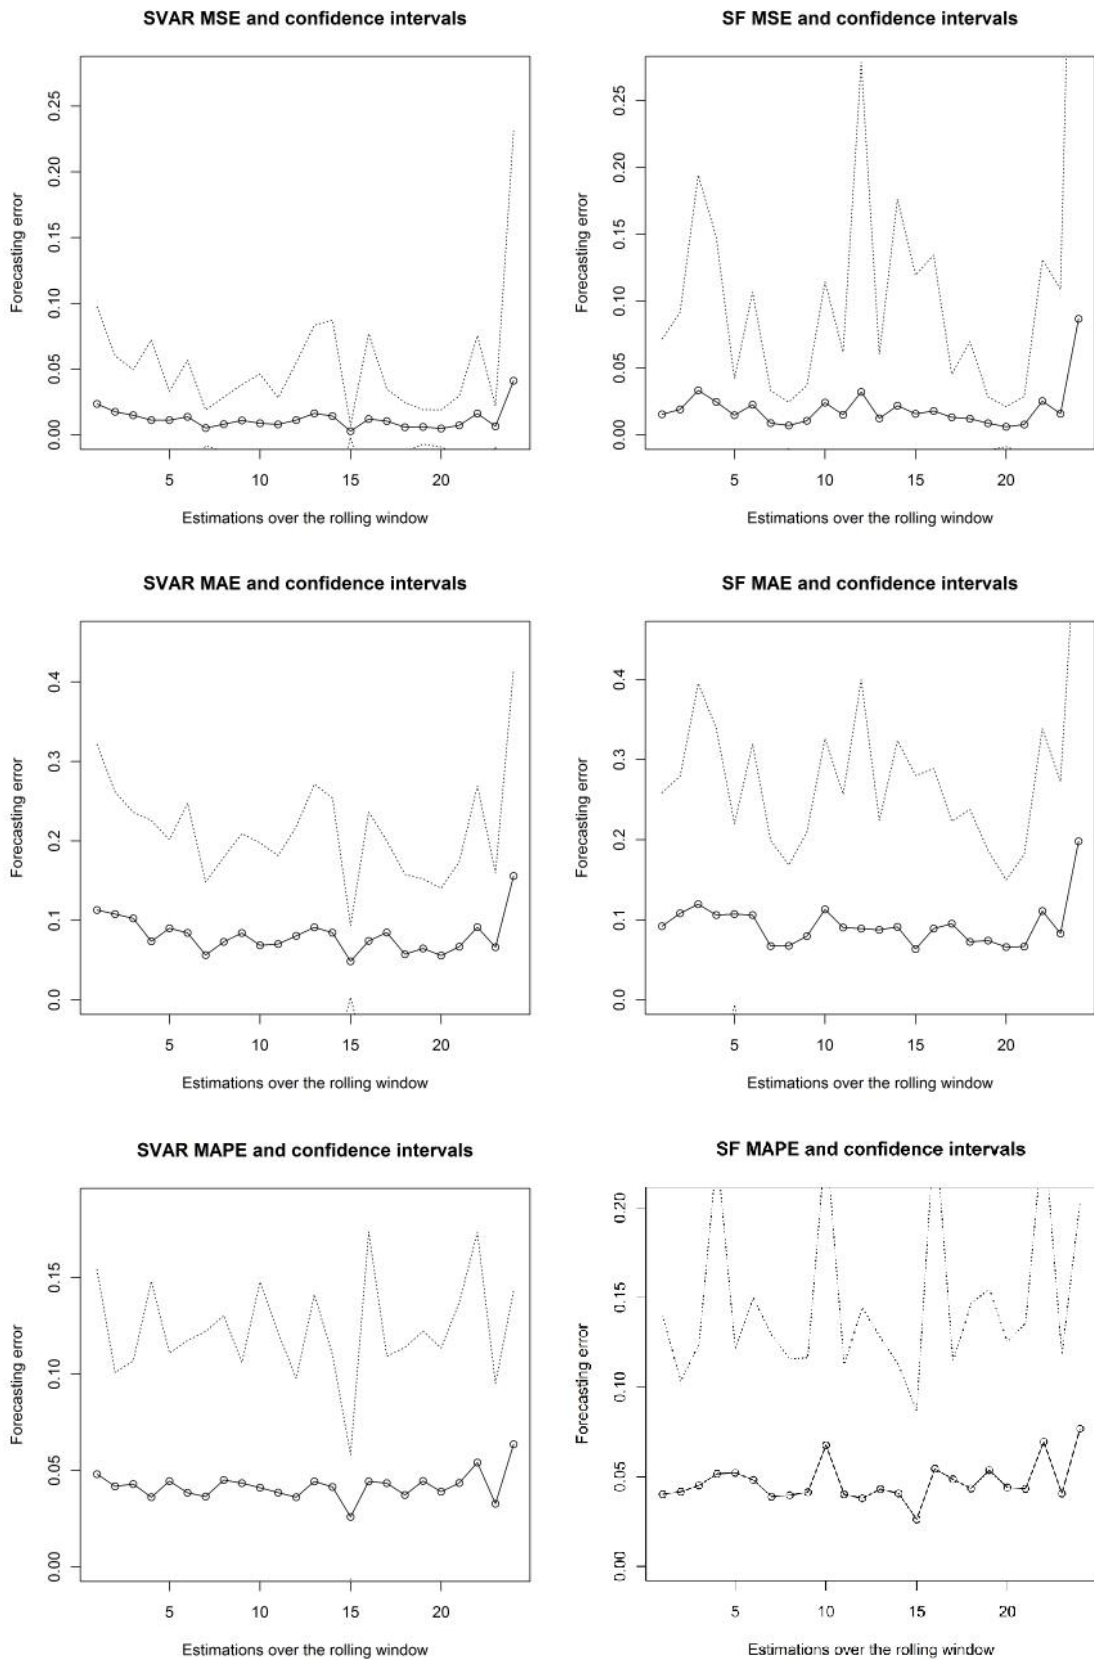 SVAR MSE and confidence intervals
Forecasting error
0.25
0.20
0.15
0.10
0.05
0.00
5 10 15 20
Estimations over the rolling window
SF MSE and confidence intervals
Forecasting error
0.25
0.20
0.15
0.10
0.05
0.00
5 10 15 20
Estimations over the rolling window
SVAR MAE and confidence intervals
Forecasting error
0.4
0.3
0.2
0.1
0.0
5 10 15 20
Estimations over the rolling window
SF MAE and confidence intervals
Forecasting error
0.4
0.3
0.2
0.1
0.0
5 10 15 20
Estimations over the rolling window
SVAR MAPE and confidence intervals
Forecasting error
0.15
0.10
0.05
0.00
5 10 15 20
Estimations over the rolling window
SF MAPE and confidence intervals
Forecasting error
0.20
0.15
0.10
0.05
0.00
5 10 15 20
Estimations over the rolling window